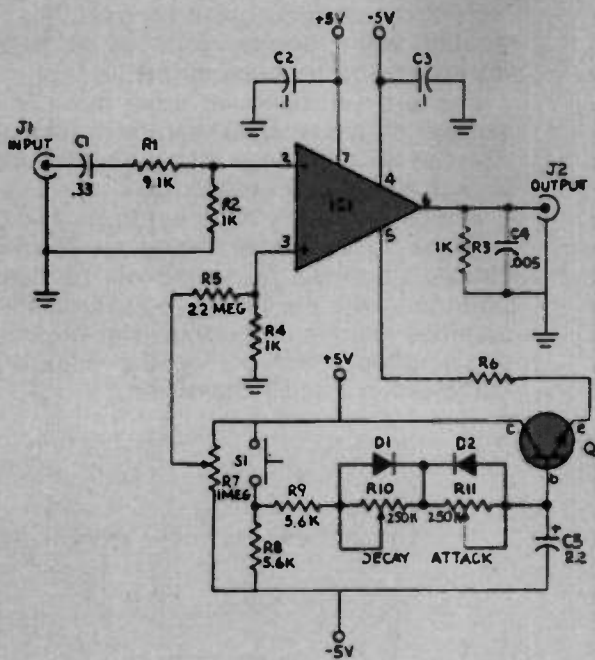 +5V
-5V
C2
.1
C3
.1
J1
INPUT
C1
.33
R1
9.1K
2
7
4
IC1
6
J2
OUTPUT
R2
1K
3
5
1K
R3
C4
.005
R5
22 MEG
R4
1K
+5V
R6
C
e
Q
b
S1
D1
D2
R7
1MEG
R9
5.6K
R10
250K
R11
250K
DECAY
ATTACK
R8
5.6K
+
C5
2.2
-5V